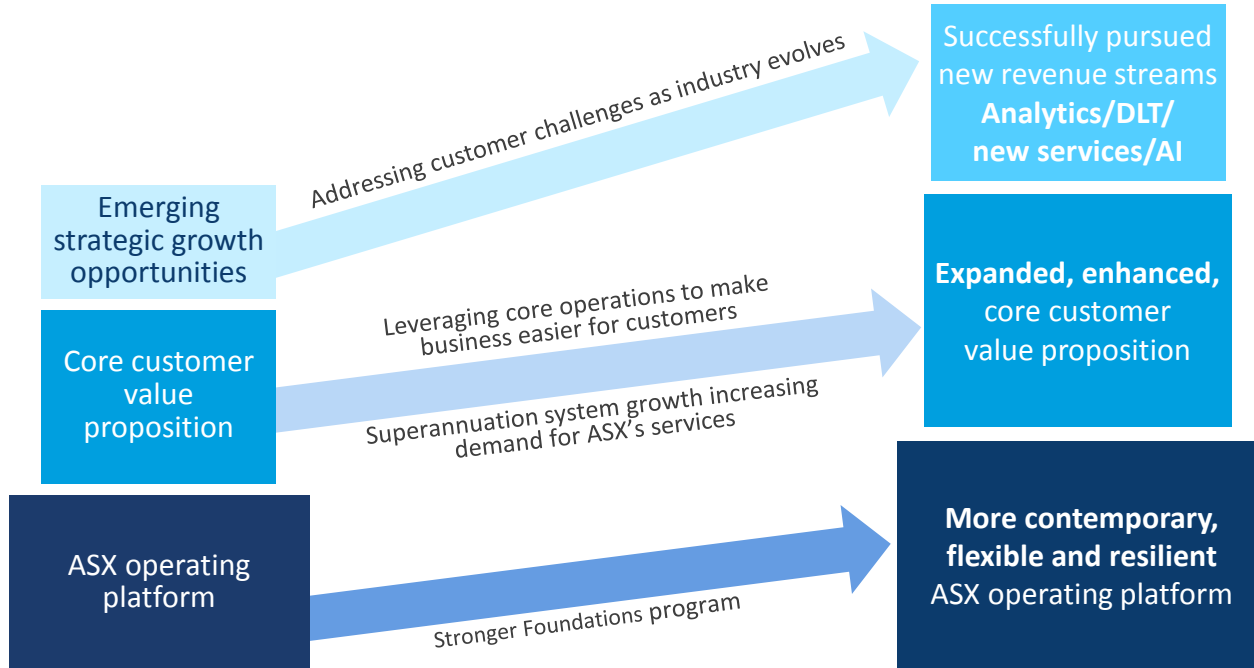 Successfully pursued
new revenue streams
Analytics/DLT/
new services/AI
Addressing customer challenges as industry evolves
Emerging
strategic growth
opportunities
Expanded, enhanced,
core customer
value proposition
Leveraging core operations to make
business easier for customers
Core customer
value
proposition
Superannuation system growth increasing
demand for ASX’s services
More contemporary,
flexible and resilient
ASX operating platform
ASX operating
platform
Stronger Foundations program